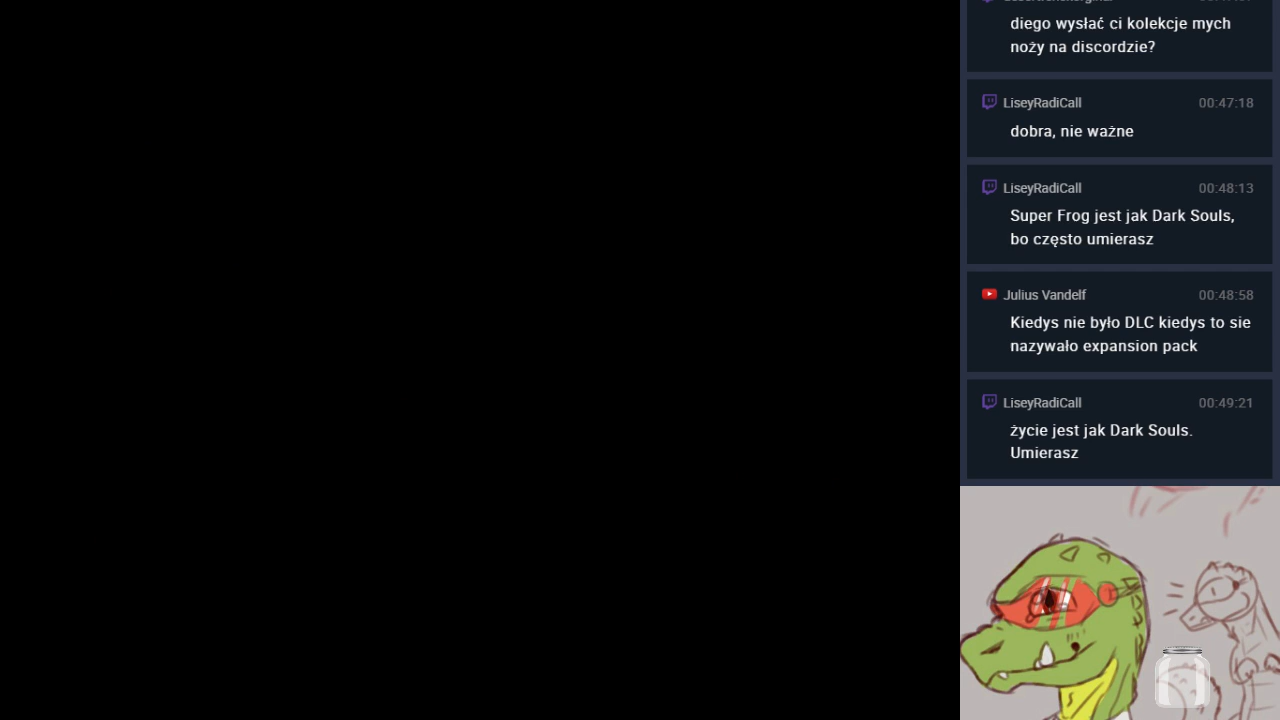 diego wysłać ci kolekcje mych
noży na discordzie?
LiseyRadiCall 00:47:18
dobra, nie ważne
LiseyRadiCall 00:48:13
Super Frog jest jak Dark Souls,
bo często umierasz
Julius Vandelf 00:48:58
Kiedys nie było DLC kiedys to sie
nazywało expansion pack
LiseyRadiCall 00:49:21
życie jest jak Dark Souls.
Umierasz